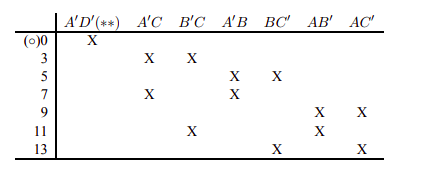 A′D′(∗∗) A′C B′C A′B BC′ AB′ AC′
(∘)0 X
3 X X
5 X X
7 X X
9 X X
11 X X
13 X X